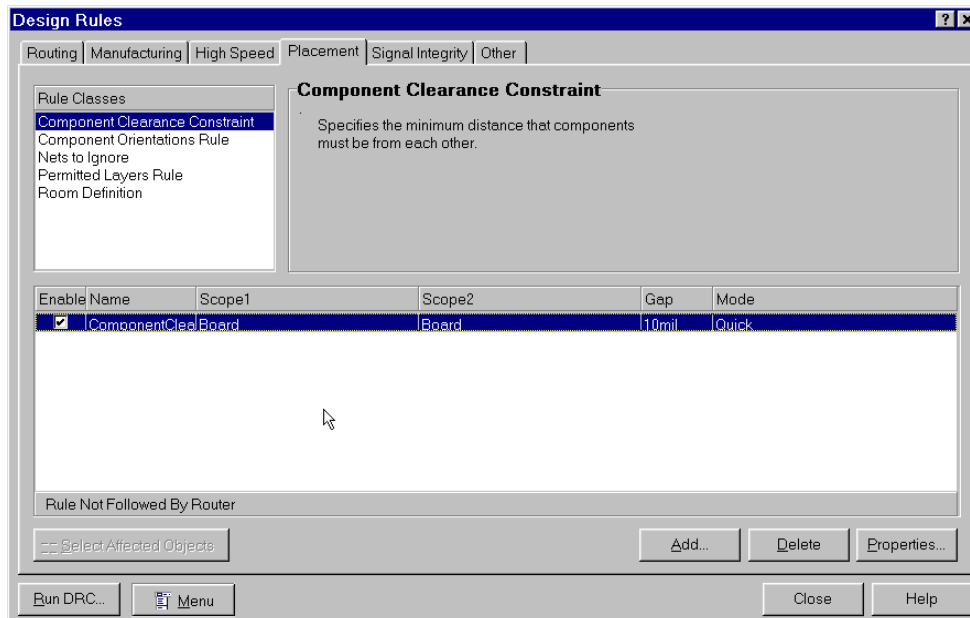 Design Rules
Routing Manufacturing High Speed Placement Signal Integrity Other
Rule Classes
Component Clearance Constraint
Component Orientations Rule
Nets to Ignore
Permitted Layers Rule
Room Definition
Component Clearance Constraint
Specifies the minimum distance that components
must be from each other.
Enable Name Scope1 Scope2 Gap Mode
ComponentClea Board Board 10mil Quick
Rule Not Followed By Router
Select Affected Objects Add... Delete Properties...
Run DRC... Menu Close Help